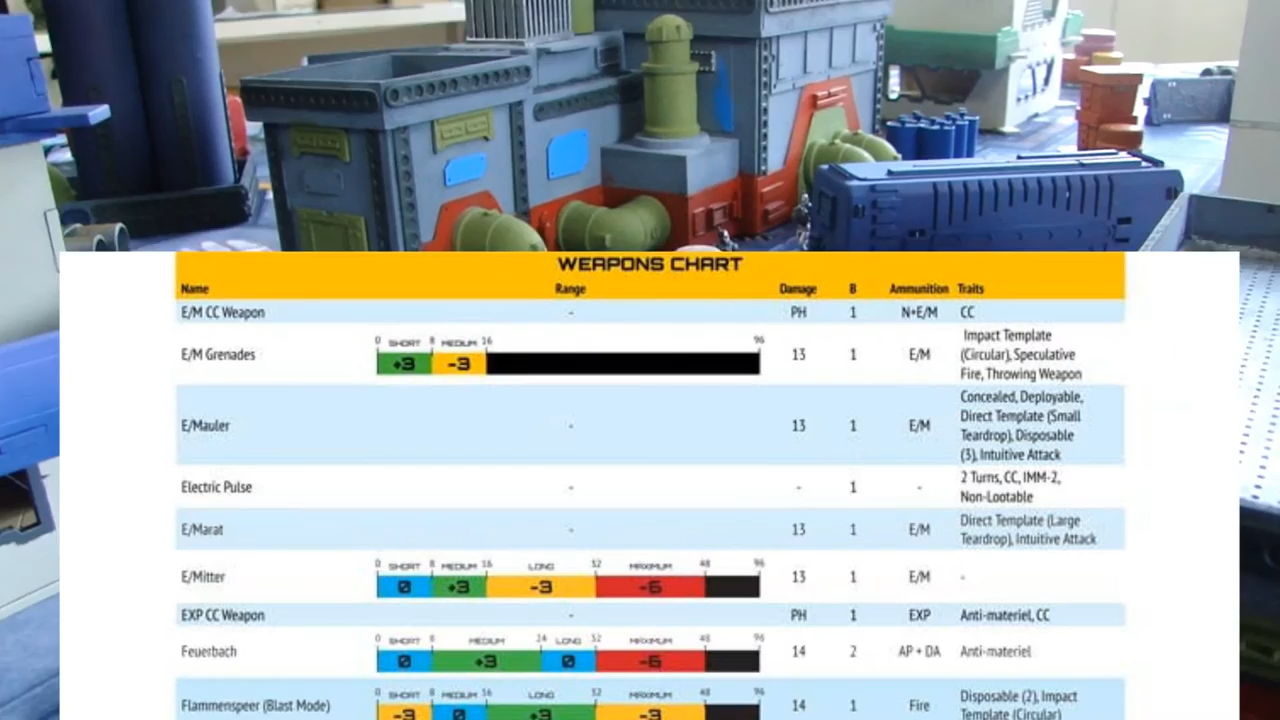 WEAPONS CHART
Name Range Damage B Ammunition Traits
E/M CC Weapon - PH 1 N+E/M CC
0 SHORT 8 MEDIUM 16 96
E/M Grenades +3 -3 13 1 E/M Impact Template
(Circular), Speculative
Fire, Throwing Weapon
E/Mauler - 13 1 E/M Concealed, Deployable,
Direct Template (Small
Teardrop), Disposable
(3), Intuitive Attack
Electric Pulse - - 1 - 2 Turns, CC, IMM-2,
Non-Lootable
E/Marat - 13 1 E/M Direct Template (Large
Teardrop), Intuitive Attack
0 SHORT 8 MEDIUM 16 LONG 32 MAXIMUM 48 96
E/Mitter 0 +3 -3 -6 13 1 E/M -
EXP CC Weapon - PH 1 EXP Anti-materiel, CC
0 SHORT 8 MEDIUM 24 LONG 32 MAXIMUM 48 96
Feuerbach 0 +3 0 -6 14 2 AP + DA Anti-materiel
0 SHORT 8 MEDIUM 16 LONG 32 MAXIMUM 48 96
Flammenspeer (Blast Mode) -3 0 +3 -3 14 1 Fire Disposable (2), Impact
Template (Circular)